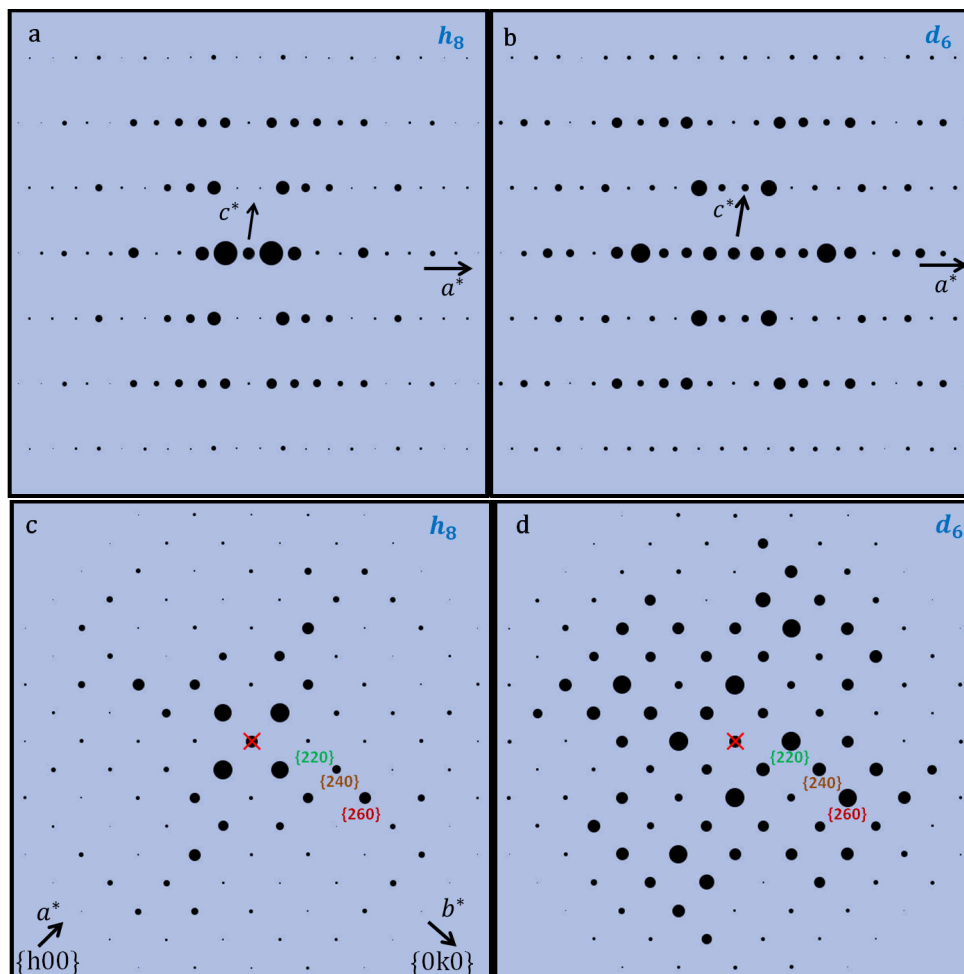 a
h₈
b
d₆
c*
a*
c*
a*
c
h₈
d
d₆
{220}
{240}
{260}
{220}
{240}
{260}
a*
{h00}
b*
{0k0}